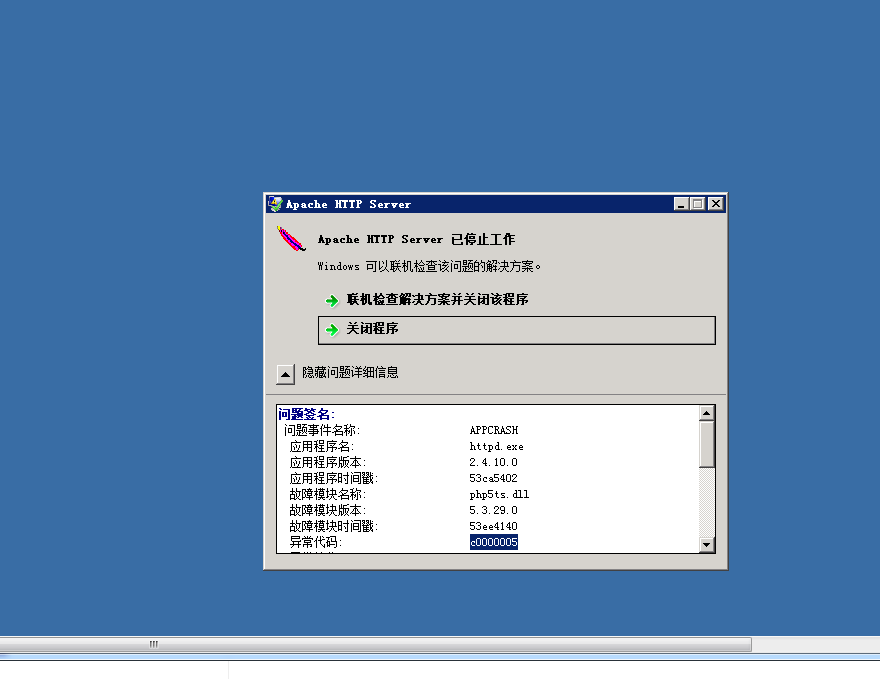 Apache HTTP Server
Apache HTTP Server 已停止工作
Windows 可以联机检查该问题的解决方案。
联机检查解决方案并关闭该程序
关闭程序
隐藏问题详细信息
问题签名:
问题事件名称: APPCRASH
应用程序名: httpd.exe
应用程序版本: 2.4.10.0
应用程序时间戳: 53ca5402
故障模块名称: php5ts.dll
故障模块版本: 5.3.29.0
故障模块时间戳: 53ee4140
异常代码: c0000005